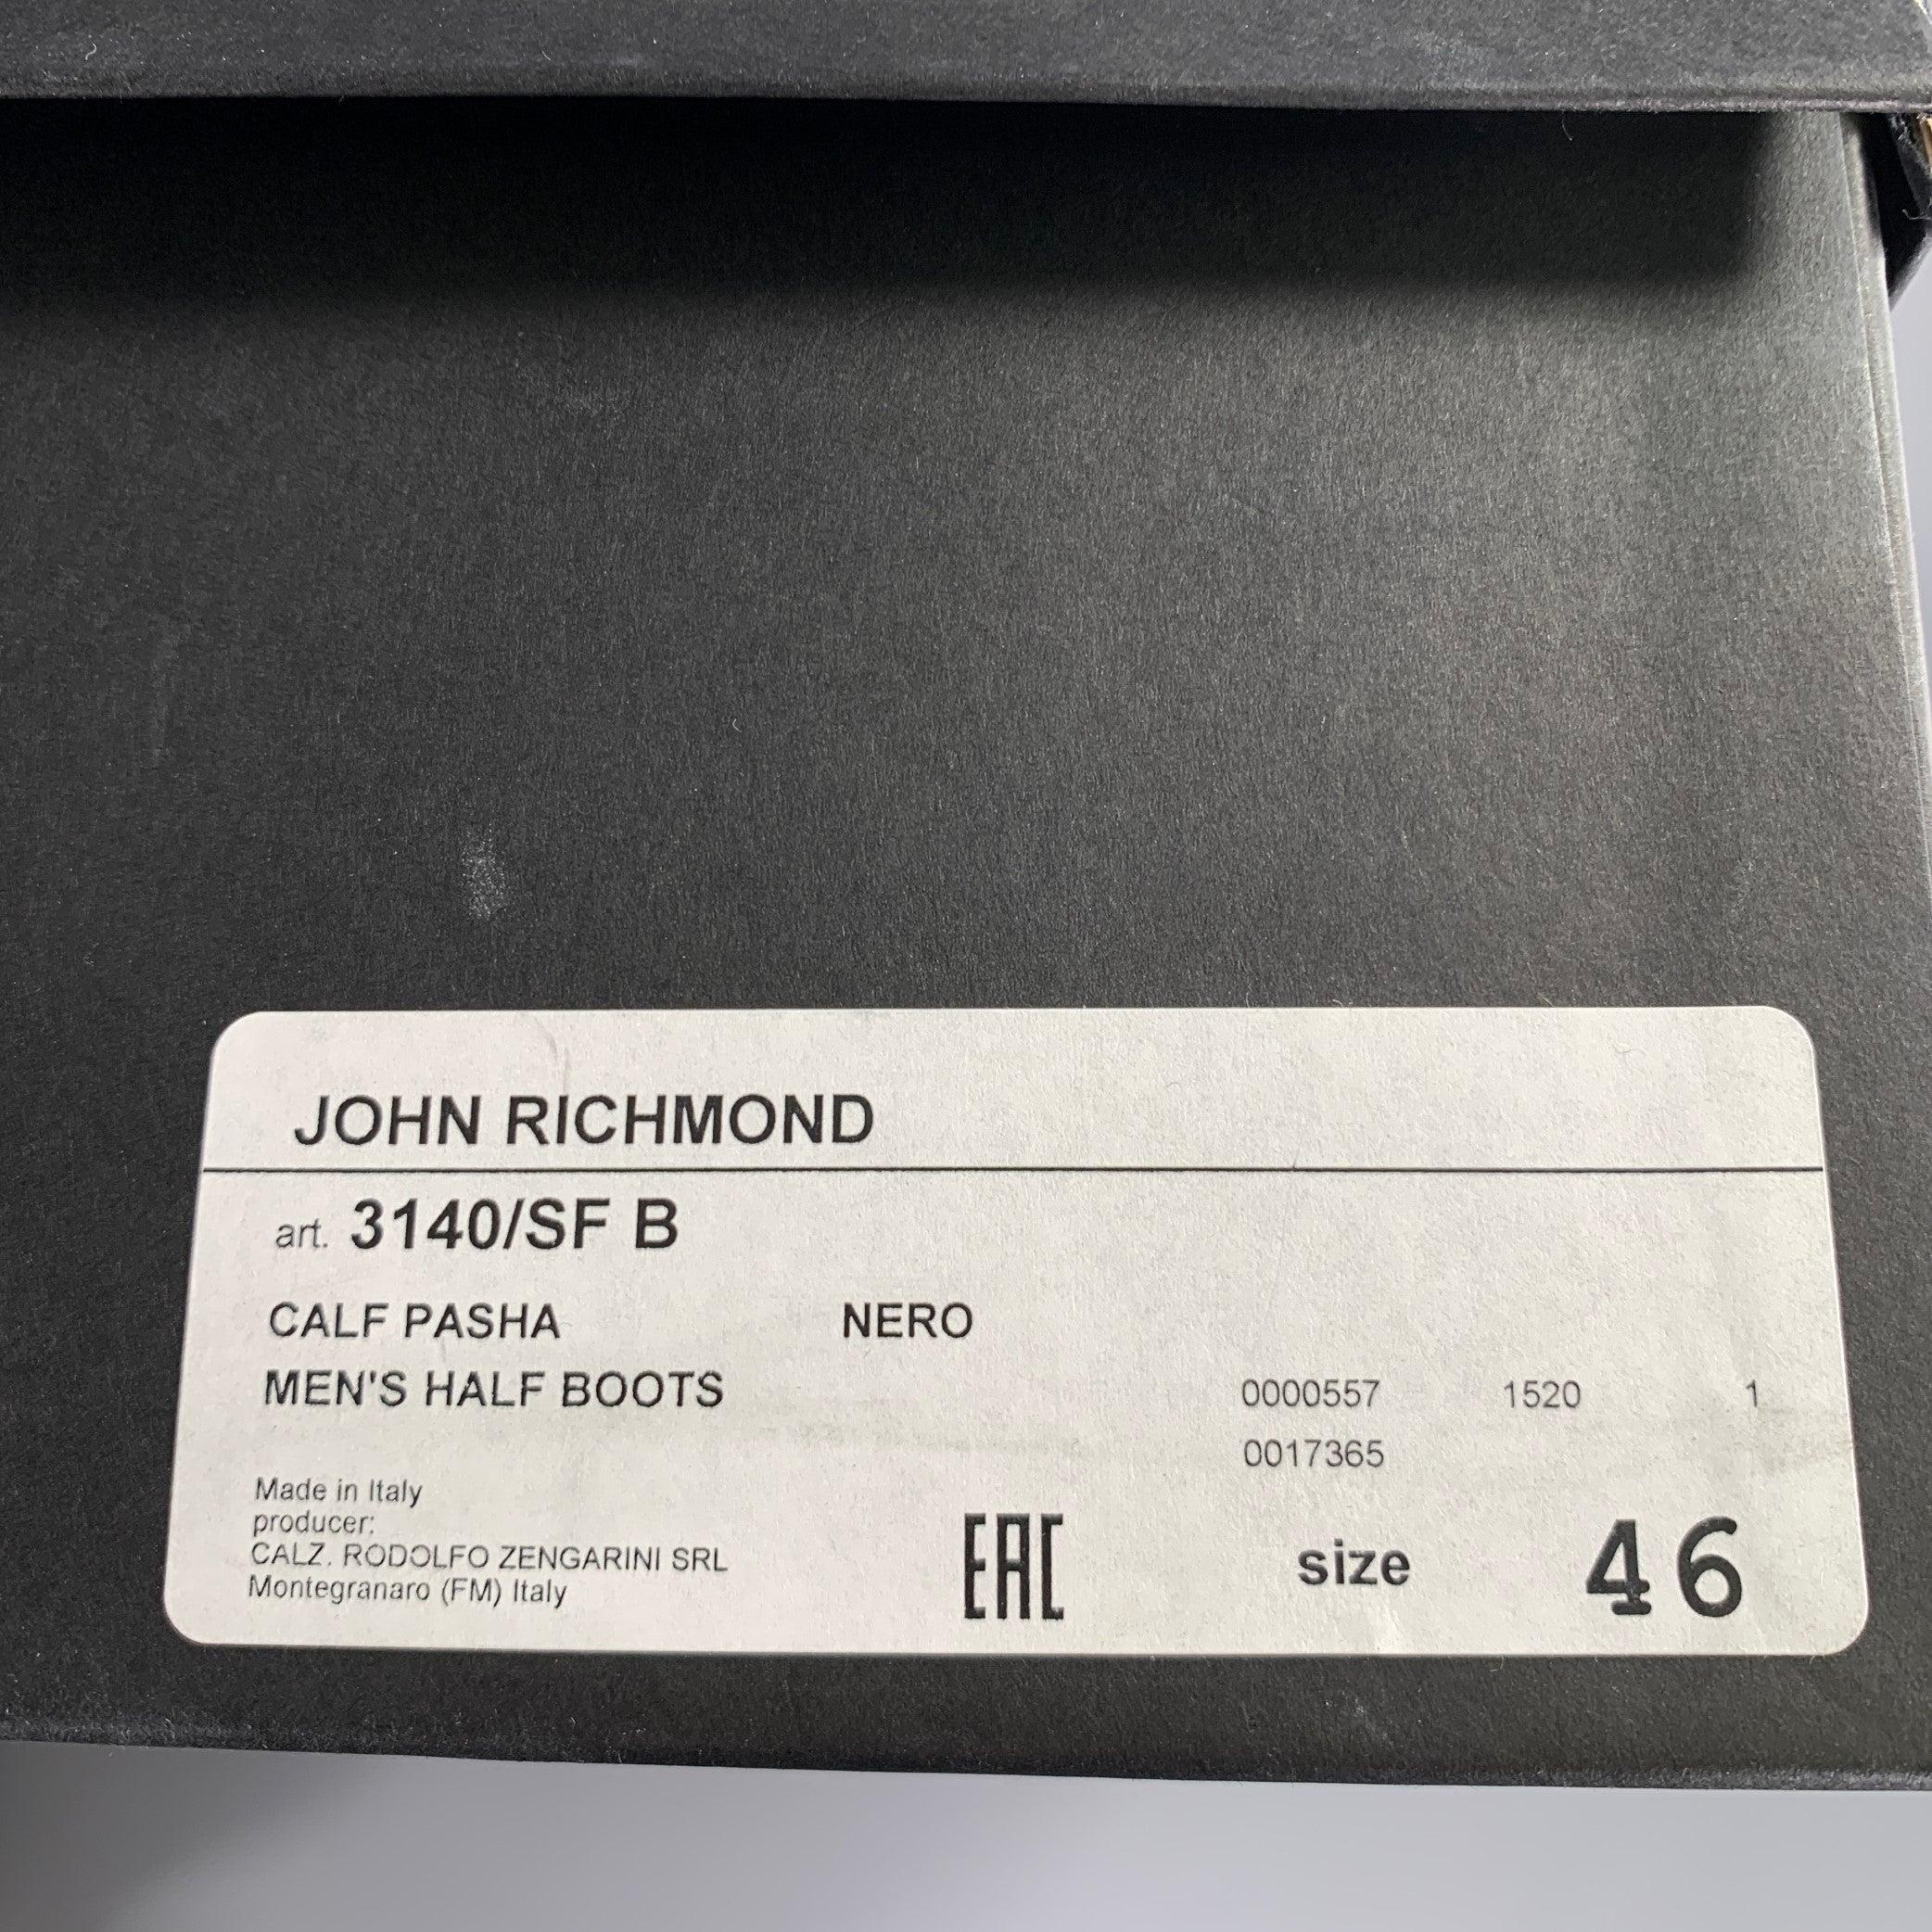 JOHN RICHMOND
art. 3140/SF B
CALF PASHA NERO
MEN'S HALF BOOTS 0000557 1520 1
0017365
Made in Italy
producer:
CALZ. RODOLFO ZENGARINI SRL
Montegranaro (FM) Italy
EAC size 46